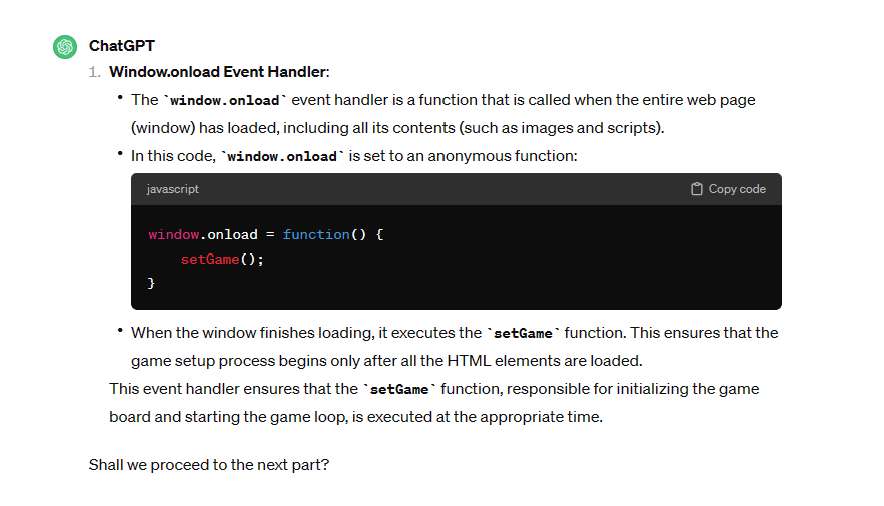 ChatGPT
1. Window.onload Event Handler:
• The `window.onload` event handler is a function that is called when the entire web page
(window) has loaded, including all its contents (such as images and scripts).
• In this code, `window.onload` is set to an anonymous function:
javascript Copy code
window.onload = function() {
    setGame();
}
• When the window finishes loading, it executes the `setGame` function. This ensures that the
game setup process begins only after all the HTML elements are loaded.
This event handler ensures that the `setGame` function, responsible for initializing the game
board and starting the game loop, is executed at the appropriate time.
Shall we proceed to the next part?